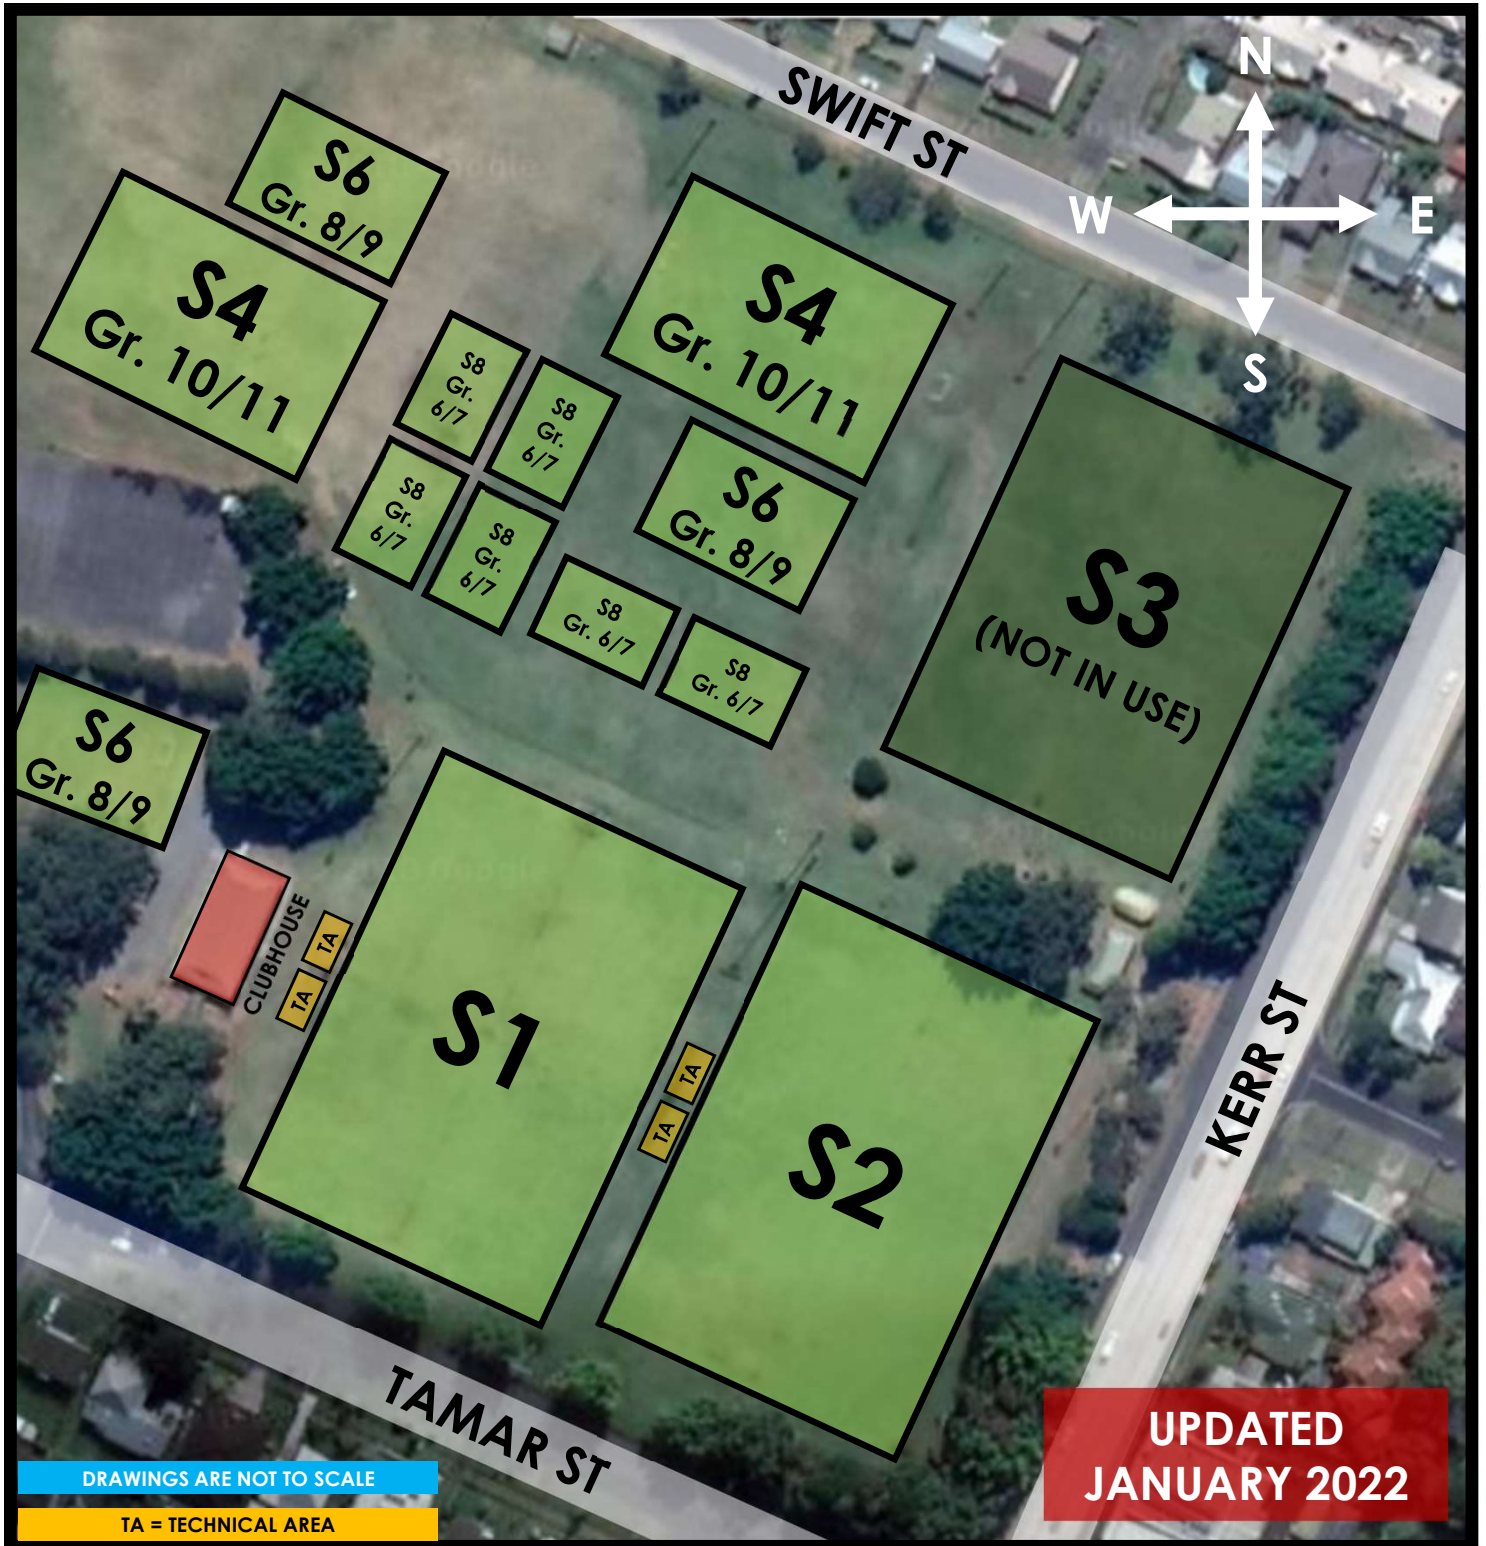 SWIFT ST
N
W
E
S
S6
Gr. 8/9
S4
Gr. 10/11
S4
Gr. 10/11
S8
Gr.
6/7
S8
Gr.
6/7
S8
Gr.
6/7
S8
Gr.
6/7
S6
Gr. 8/9
S8
Gr. 6/7
S8
Gr. 6/7
S3
(NOT IN USE)
S6
Gr. 8/9
CLUBHOUSE
TA
TA
S1
TA
TA
S2
KERR ST
TAMAR ST
UPDATED
JANUARY 2022
DRAWINGS ARE NOT TO SCALE
TA = TECHNICAL AREA